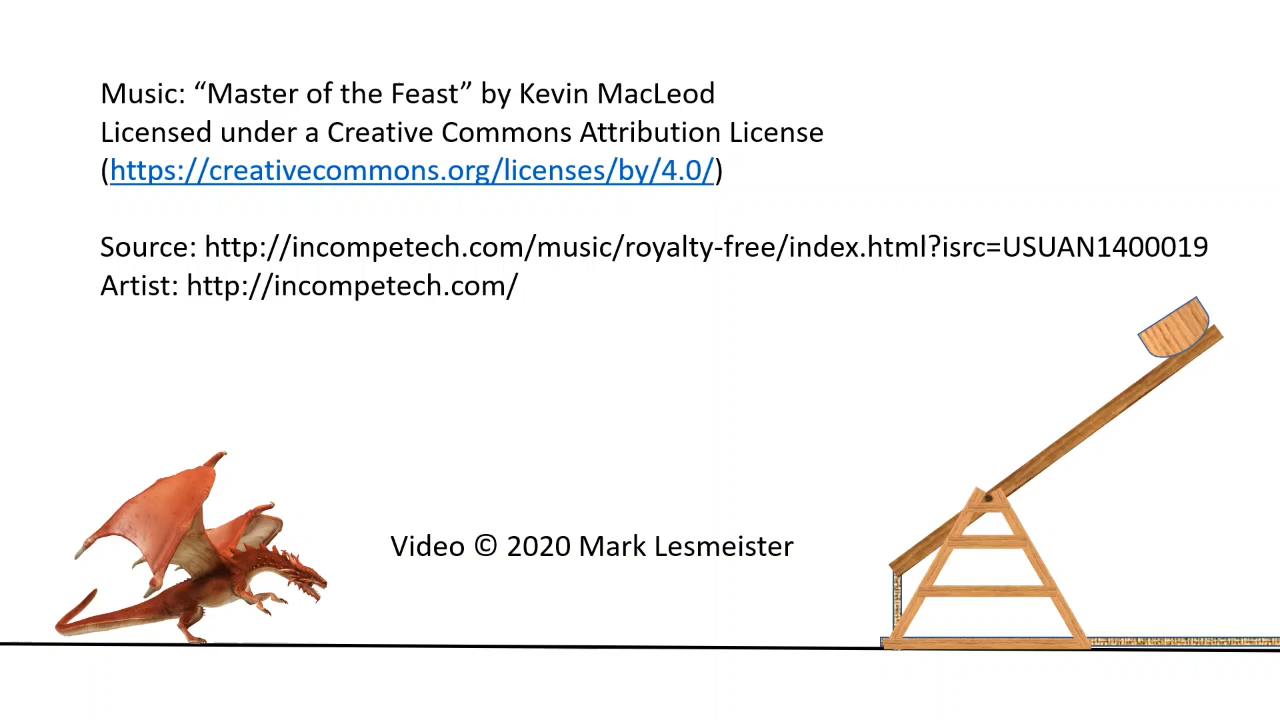 Music: “Master of the Feast” by Kevin MacLeod
Licensed under a Creative Commons Attribution License
(https://creativecommons.org/licenses/by/4.0/)
Source: http://incompetech.com/music/royalty-free/index.html?isrc=USUAN1400019
Artist: http://incompetech.com/
Video © 2020 Mark Lesmeister